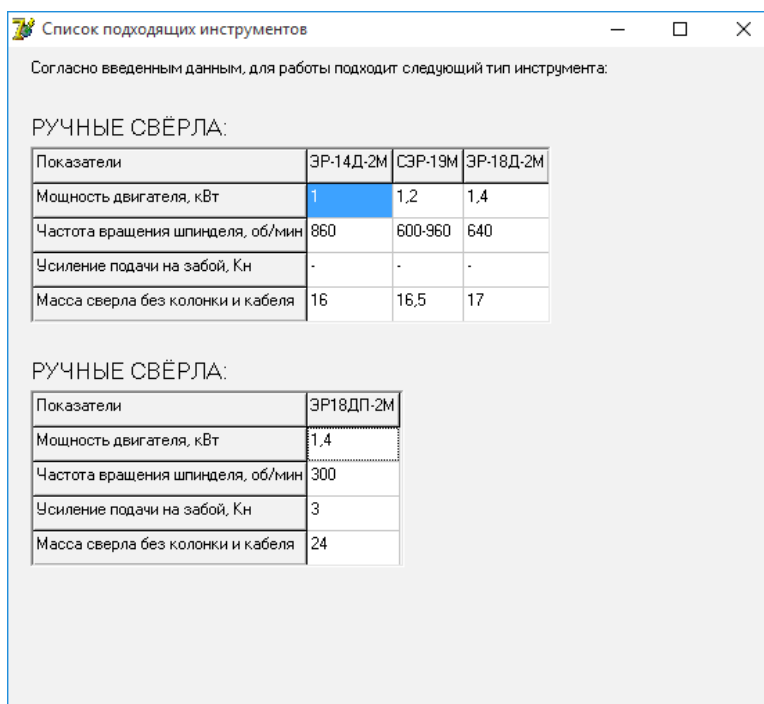 Список подходящих инструментов
Согласно введенным данным, для работы подходит следующий тип инструмента:
РУЧНЫЕ СВЁРЛА:
Показатели ЭР-14Д-2М СЭР-19М ЭР-18Д-2М
Мощность двигателя, кВт 1 1,2 1,4
Частота вращения шпинделя, об/мин 860 600-960 640
Усиление подачи на забой, Кн - - -
Масса сверла без колонки и кабеля 16 16,5 17
РУЧНЫЕ СВЁРЛА:
Показатели ЭР18ДП-2М
Мощность двигателя, кВт 1,4
Частота вращения шпинделя, об/мин 300
Усиление подачи на забой, Кн 3
Масса сверла без колонки и кабеля 24